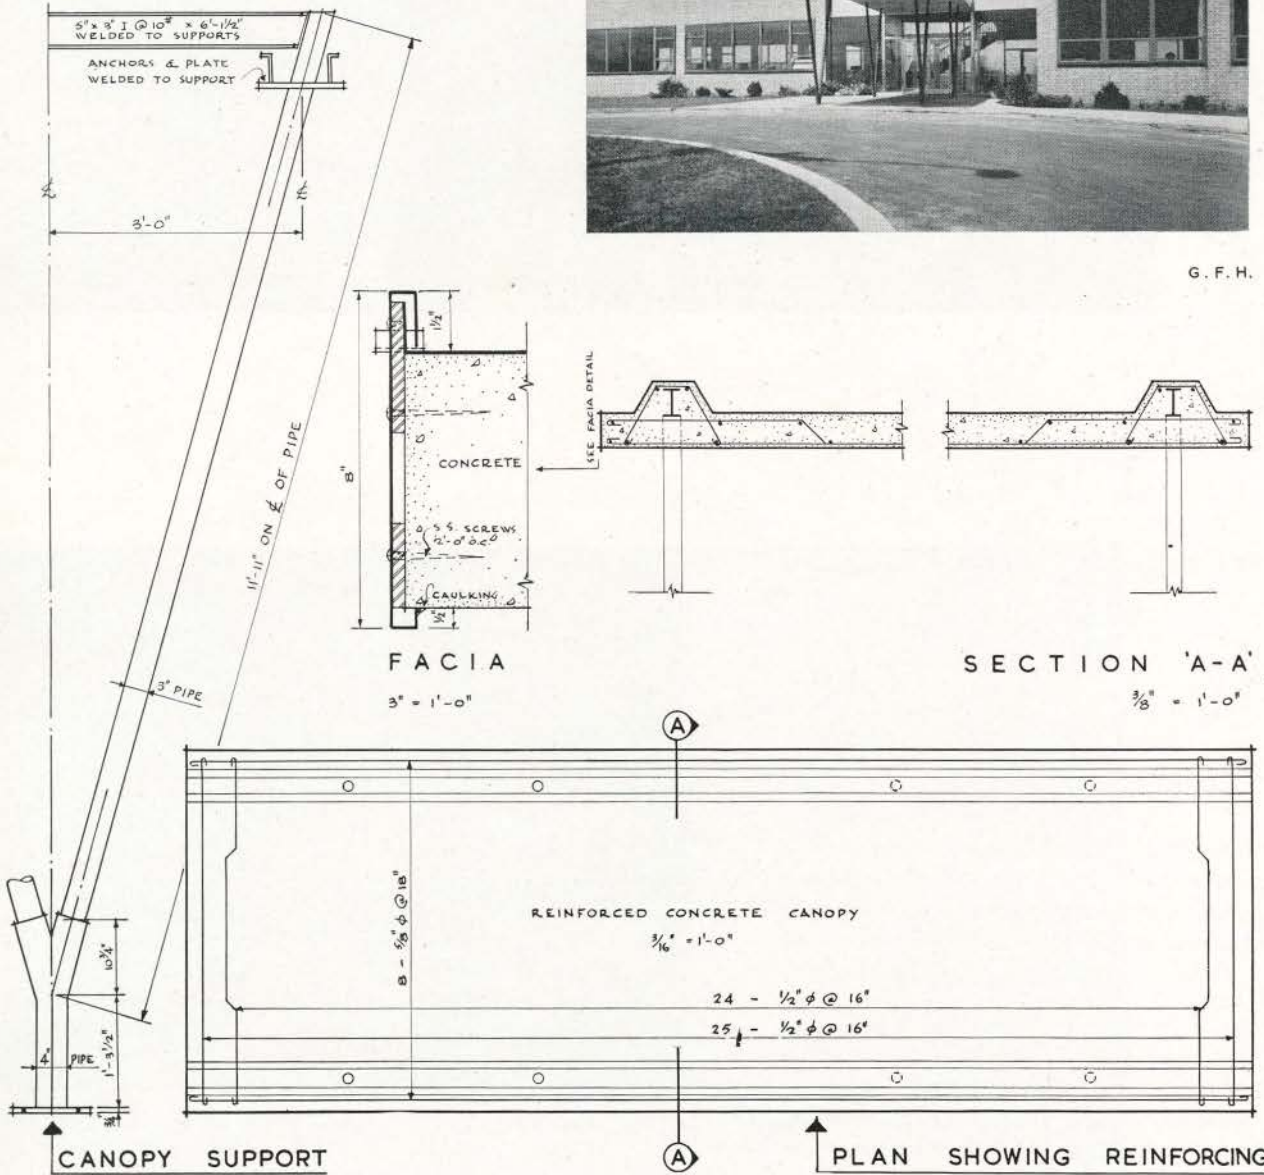 5" x 3" I @ 10# x 6'-1½"
WELDED TO SUPPORTS
ANCHORS & PLATE
WELDED TO SUPPORT
3'-0"
11'-11" ON ℄ OF PIPE
3" PIPE
10¾"
1'-3½"
4" PIPE
¾"
CANOPY SUPPORT
G. F. H.
1½"
8"
CONCRETE
S.S. SCREWS
2'-0" O.C.
CAULKING
½"
FACIA
3" = 1'-0"
SEE FACIA DETAIL
SECTION 'A-A'
⅜" = 1'-0"
A
8 - ⅝" φ @ 18"
REINFORCED CONCRETE CANOPY
3/16" = 1'-0"
24 - ½" φ @ 16"
25 - ½" φ @ 16"
A
PLAN SHOWING REINFORCING